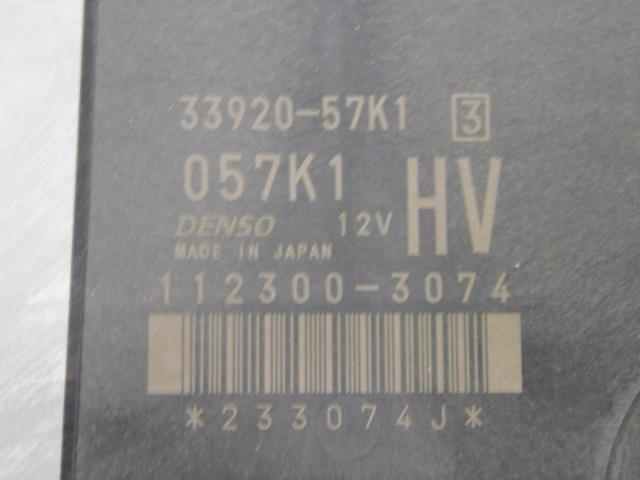 33920-57K1 3
057K1 HV
DENSO 12V
MADE IN JAPAN
112300-3074
*233074J*